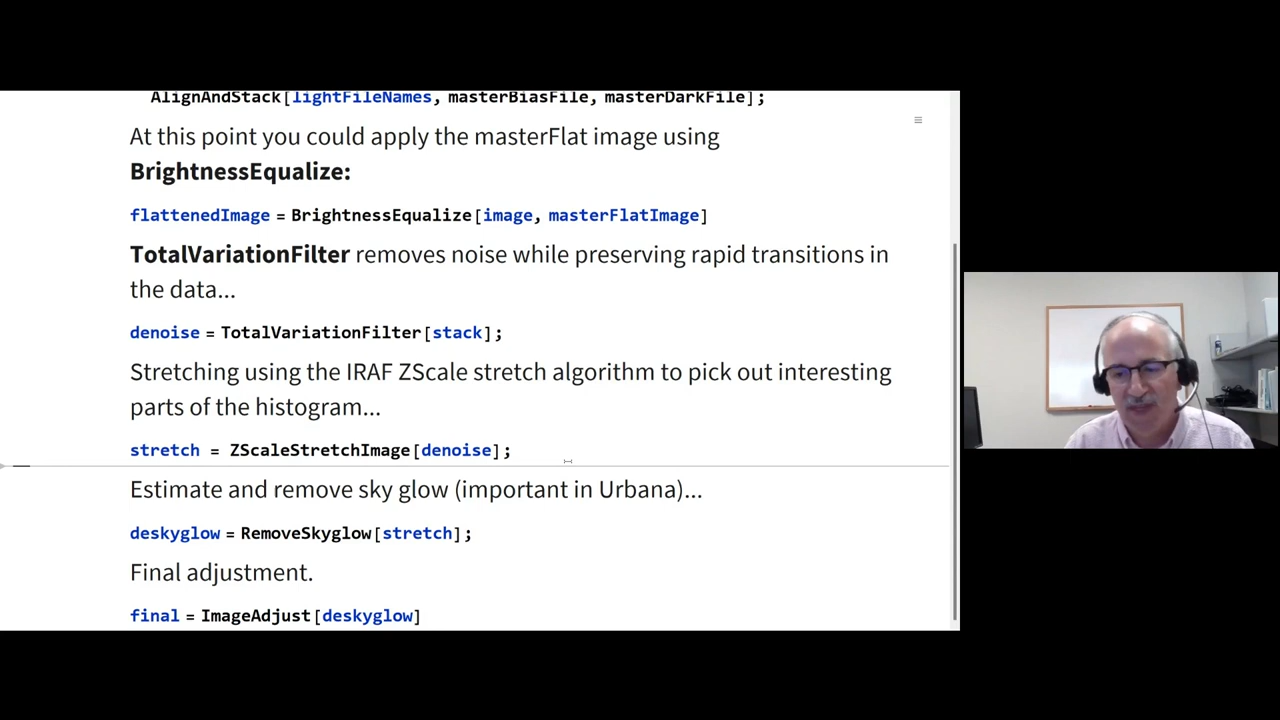 AlignAndStack[lightFileNames, masterBiasFile, masterDarkFile];
At this point you could apply the masterFlat image using
BrightnessEqualize:
flattenedImage = BrightnessEqualize[image, masterFlatImage]
TotalVariationFilter removes noise while preserving rapid transitions in
the data...
denoise = TotalVariationFilter[stack];
Stretching using the IRAF ZScale stretch algorithm to pick out interesting
parts of the histogram...
stretch = ZScaleStretchImage[denoise];
Estimate and remove sky glow (important in Urbana)...
deskyglow = RemoveSkyglow[stretch];
Final adjustment.
final = ImageAdjust[deskyglow]